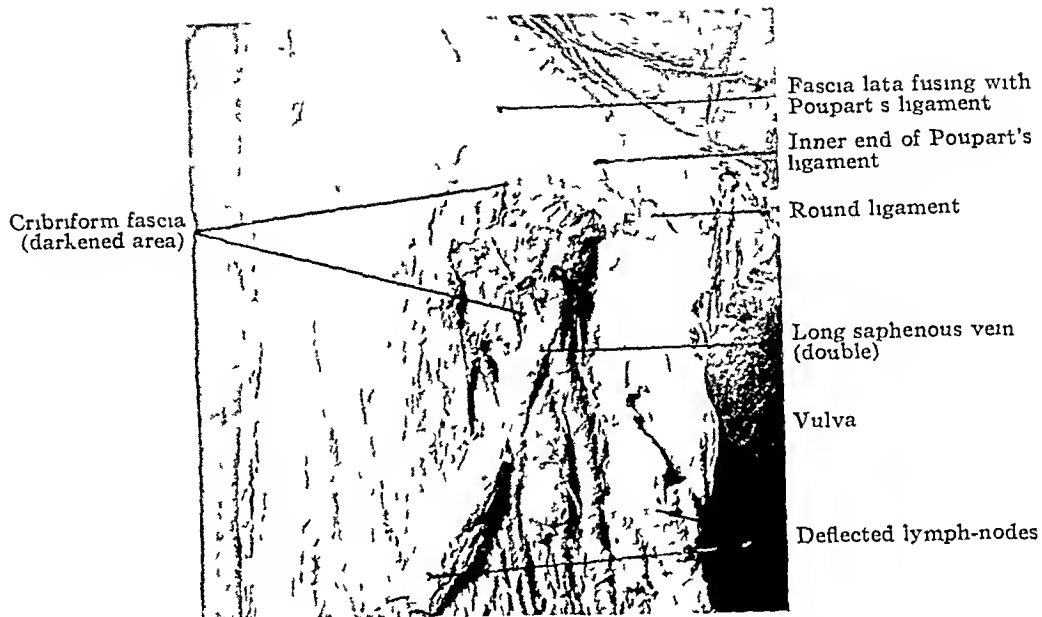 Cribriform fascia
(darkened area)
Fascia lata fusing with
Poupart s ligament
Inner end of Poupart's
ligament
Round ligament
Long saphenous vein
(double)
Vulva
Deflected lymph-nodes